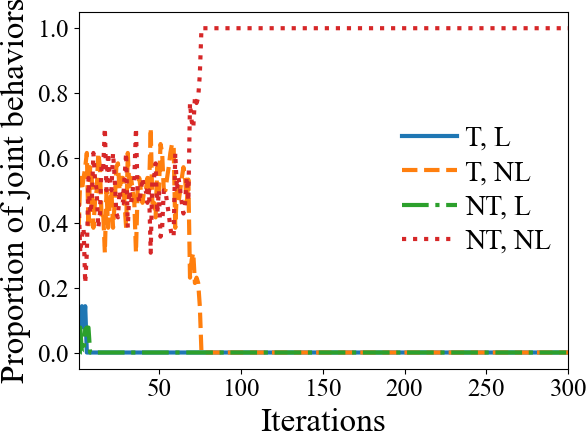 Proportion of joint behaviors
1.0
0.8
0.6
0.4
0.2
0.0
T, L
T, NL
NT, L
NT, NL
50 100 150 200 250 300
Iterations